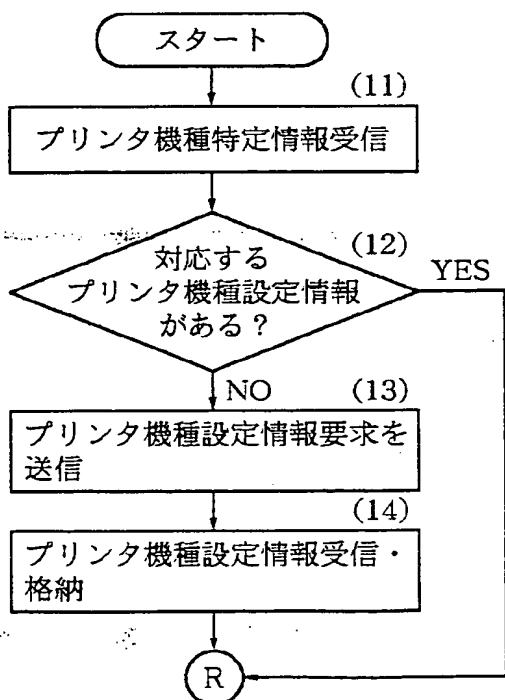 スタート
(11)
プリンタ機種特定情報受信
(12)
対応する
プリンタ機種設定情報
がある？
YES
NO
(13)
プリンタ機種設定情報要求を
送信
(14)
プリンタ機種設定情報受信・
格納
R